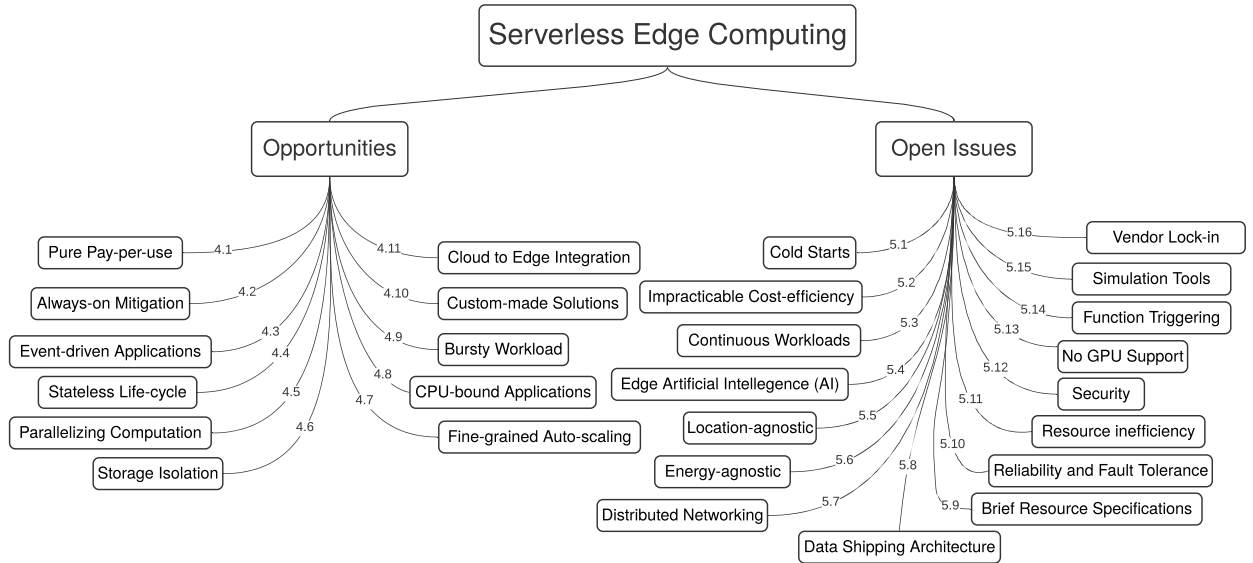 Serverless Edge Computing
Opportunities
Open Issues
Pure Pay-per-use
4.1
Always-on Mitigation
4.2
Event-driven Applications
4.3
Stateless Life-cycle
4.4
Parallelizing Computation
4.5
Storage Isolation
4.6
4.11
Cloud to Edge Integration
4.10
Custom-made Solutions
4.9
Bursty Workload
4.8
CPU-bound Applications
4.7
Fine-grained Auto-scaling
Cold Starts
5.1
Impracticable Cost-efficiency
5.2
Continuous Workloads
5.3
Edge Artificial Intellegence (AI)
5.4
Location-agnostic
5.5
Energy-agnostic
5.6
Distributed Networking
5.7
5.8
Data Shipping Architecture
5.16
Vendor Lock-in
5.15
Simulation Tools
5.14
Function Triggering
5.13
No GPU Support
5.12
Security
5.11
Resource inefficiency
5.10
Reliability and Fault Tolerance
5.9
Brief Resource Specifications